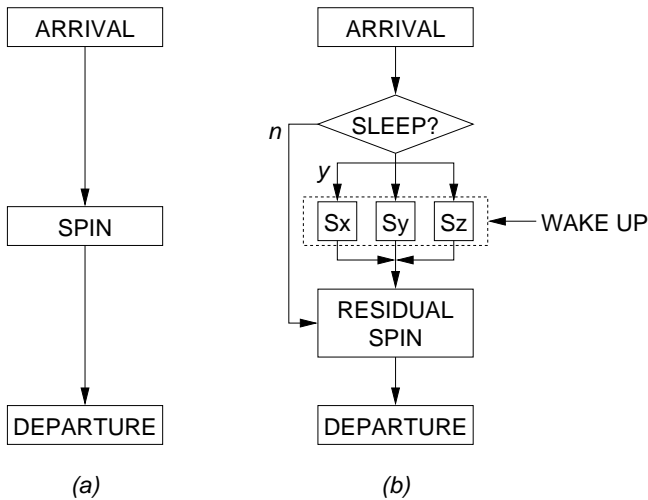 ARRIVAL
SPIN
DEPARTURE
(a)
ARRIVAL
SLEEP?
n
y
Sx Sy Sz
WAKE UP
RESIDUAL
SPIN
DEPARTURE
(b)